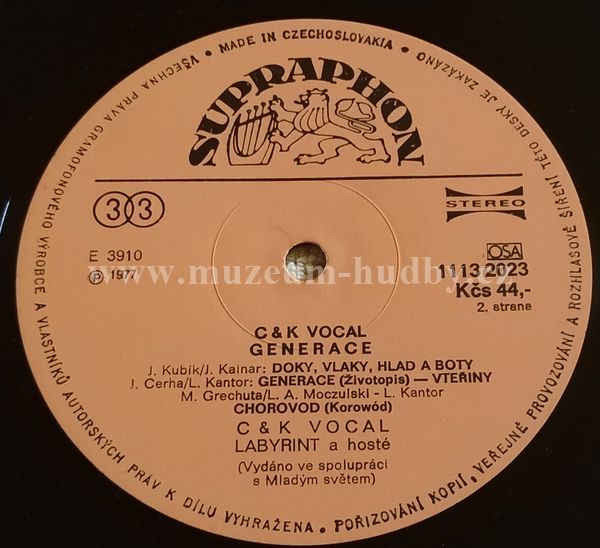 • MADE IN CZECHOSLOVAKIA •
SUPRAPHON
33
STEREO
E 3910
℗ 1977
OSA
1113 2023
Kčs 44,-
2. strana
www.muzeum-hudby.cz
C & K VOCAL
GENERACE
J. Kubík/J. Kainar: DOKY, VLAKY, HLAD A BOTY
J. Cerha/L. Kantor: GENERACE (Životopis) — VTEŘINY
M. Grechuta/L. A. Moczulski - L. Kantor
CHOROVOD (Korowód)
C & K VOCAL
LABYRINT a hosté
(Vydáno ve spolupráci
s Mladým světem)
VŠECHNA PRÁVA GRAMOFONOVÉHO VÝROBCE A VLASTNÍKŮ AUTORSKÝCH PRÁV K DÍLU VYHRAŽENA. POŘIZOVÁNÍ KOPIÍ, VEŘEJNÉ PROVOZOVÁNÍ A ROZHLASOVÉ ŠÍŘENÍ TÉTO DESKY JE ZAKÁZÁNO